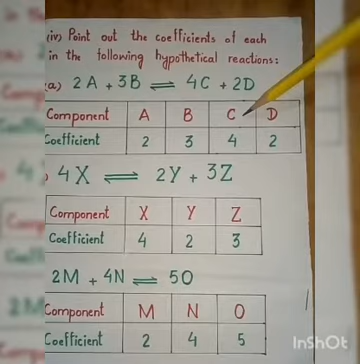 (iv) Point out the coefficients of each
in the following hypothetical reactions:
(a) 2A + 3B ⇌ 4C + 2D
Component A B C D
Coefficient 2 3 4 2
) 4X ⇌ 2Y + 3Z
Component X Y Z
Coefficient 4 2 3
2M + 4N ⇌ 5O
Component M N O
Coefficient 2 4 5
InShOt